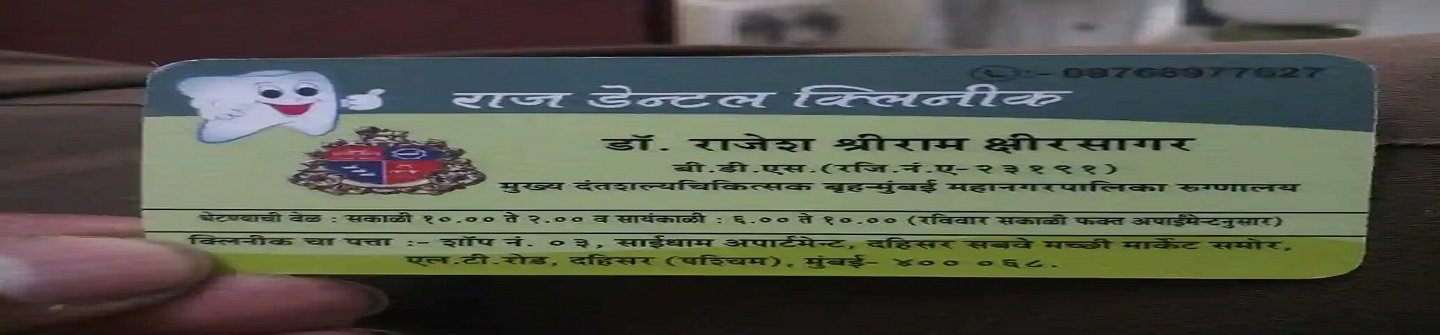 :- 09768977627
राज डेन्टल क्लिनीक
डॉ. राजेश श्रीराम क्षीरसागर
बी.डी.एस.(रजि.नं.ए-२३१९१)
मुख्य दंतशल्यचिकित्सक बृहन्मुंबई महानगरपालिका रुग्णालय
भेटण्याची वेळ : सकाळी १०.०० ते २.०० व सायंकाळी : ६.०० ते १०.०० (रविवार सकाळी फक्त अपाईंमेन्टनुसार)
क्लिनीक चा पत्ता :- शॉप नं. ०३, साईधाम अपार्टमेन्ट, दहिसर सबवे मच्छी मार्केट समोर,
एल.टी.रोड, दहिसर (पश्चिम), मुंबई- ४०० ०६८.